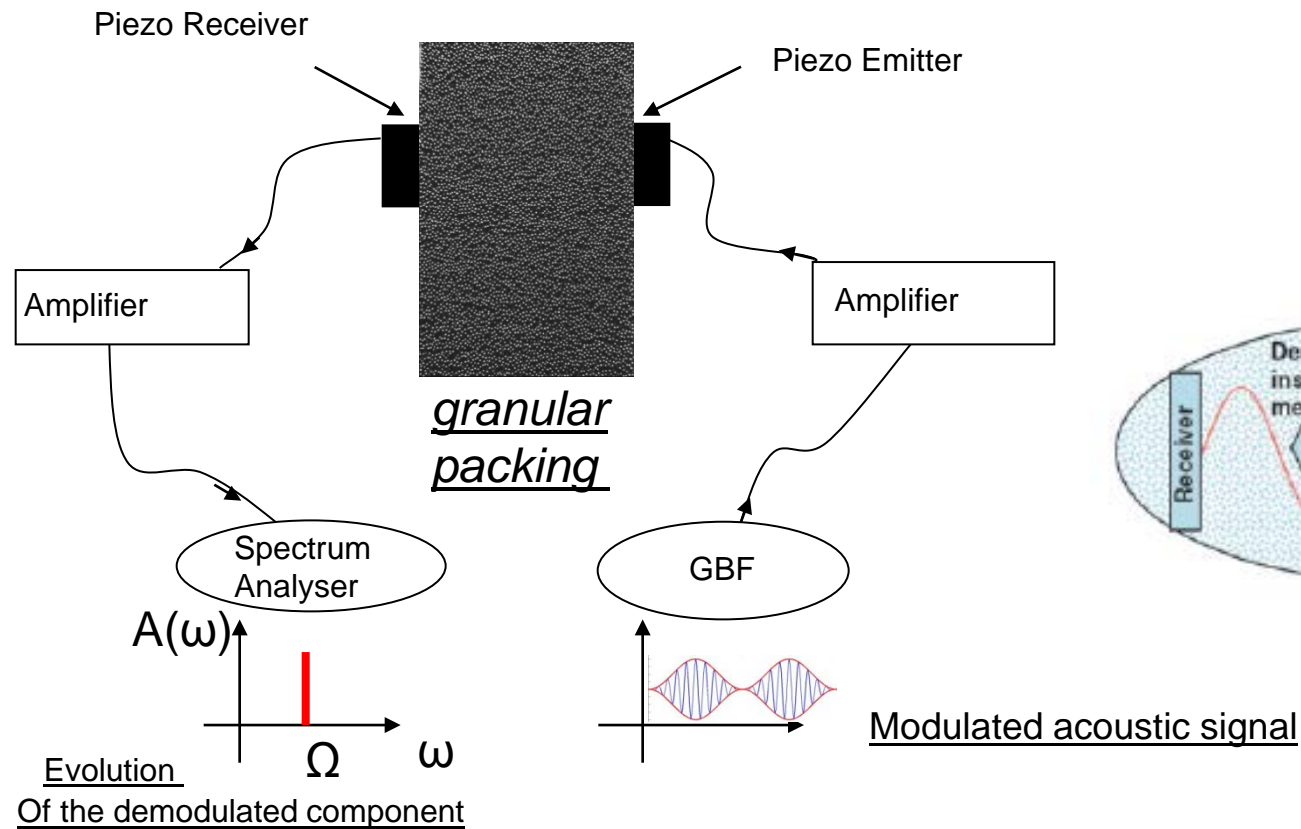 Piezo Receiver
Piezo Emitter
Amplifier
Amplifier
granular
packing
Receiver
Spectrum
Analyser
GBF
A(ω)
Ω
ω
Modulated acoustic signal
Evolution
Of the demodulated component